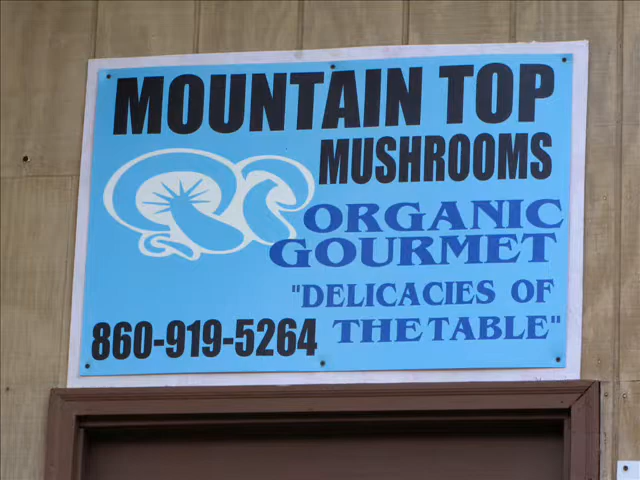 MOUNTAIN TOP
MUSHROOMS
ORGANIC
GOURMET
"DELICACIES OF
THE TABLE"
860-919-5264